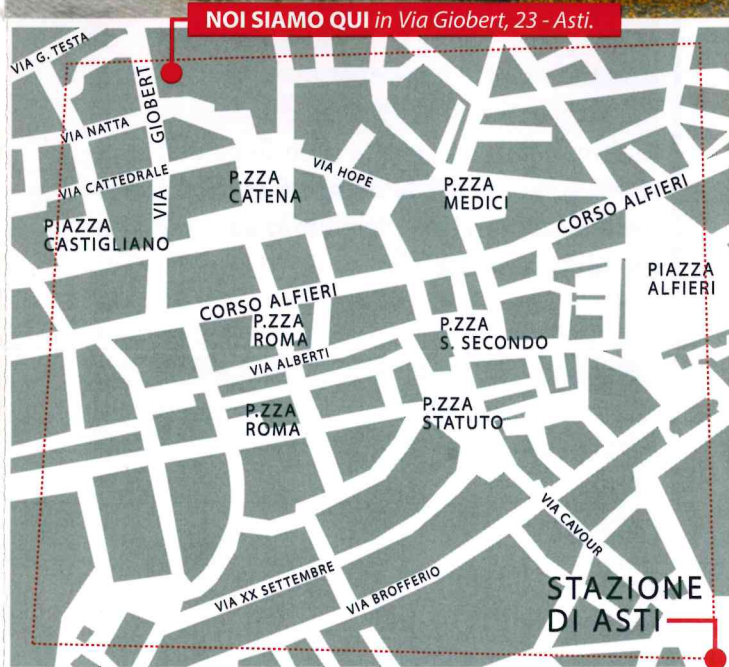 NOI SIAMO QUI in Via Giobert, 23 - Asti.
VIA G. TESTA
VIA GIOBERT
VIA NATTA
VIA CATTEDRALE
P.ZZA
CATENA
VIA HOPE
P.ZZA
MEDICI
CORSO ALFIERI
PIAZZA
CASTIGLIANO
PIAZZA
ALFIERI
CORSO ALFIERI
P.ZZA
ROMA
P.ZZA
S. SECONDO
VIA ALBERTI
P.ZZA
ROMA
P.ZZA
STATUTO
VIA CAVOUR
VIA XX SETTEMBRE
VIA BROFFERIO
STAZIONE
DI ASTI